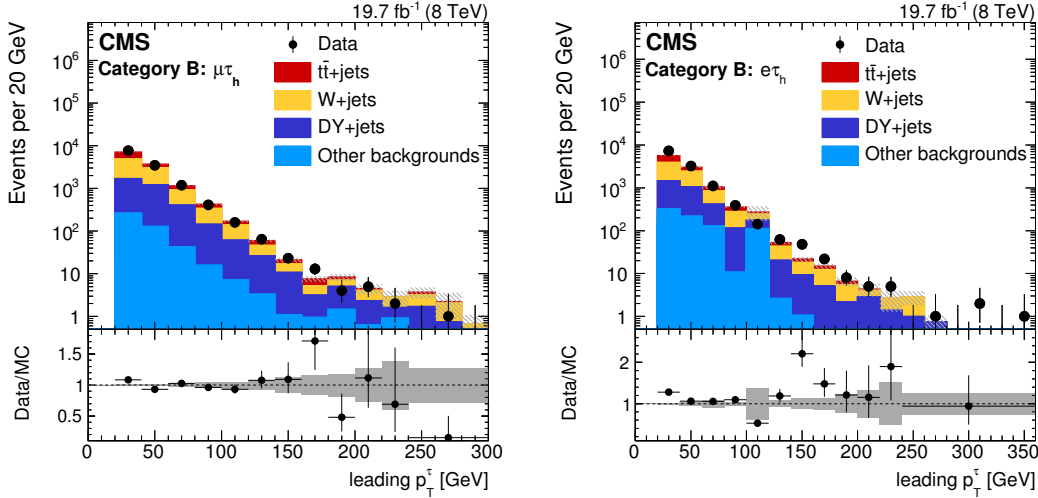 19.7 fb⁻¹ (8 TeV)
CMS
Category B: μτh
Data
tt̄+jets
W+jets
DY+jets
Other backgrounds
Events per 20 GeV
10⁶
10⁵
10⁴
10³
10²
10
1
Data/MC
1.5
1
0.5
0 50 100 150 200 250 300
leading pTτ [GeV]
19.7 fb⁻¹ (8 TeV)
CMS
Category B: eτh
Data
tt̄+jets
W+jets
DY+jets
Other backgrounds
Events per 20 GeV
10⁶
10⁵
10⁴
10³
10²
10
1
Data/MC
2
1
0 50 100 150 200 250 300 350
leading pTτ [GeV]